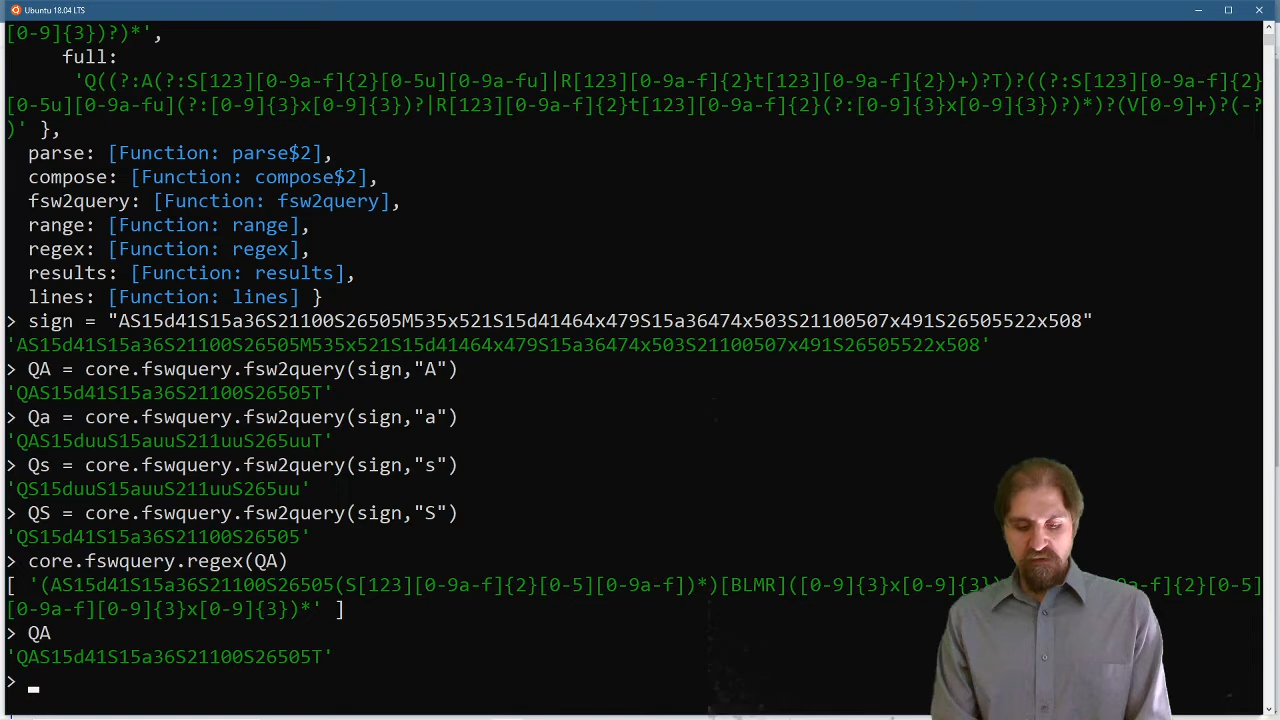 Ubuntu 18.04 LTS
[0-9]{3})?)*',
full:
'Q((?:A(?:S[123][0-9a-f]{2}[0-5u][0-9a-fu]|R[123][0-9a-f]{2}t[123][0-9a-f]{2})+)?T)?((?:S[123][0-9a-f]{2}
[0-5u][0-9a-fu](?:[0-9]{3}x[0-9]{3})?|R[123][0-9a-f]{2}t[123][0-9a-f]{2}(?:[0-9]{3}x[0-9]{3})?)*)?(V[0-9]+)?(-?
)' },
parse: [Function: parse$2],
compose: [Function: compose$2],
fsw2query: [Function: fsw2query],
range: [Function: range],
regex: [Function: regex],
results: [Function: results],
lines: [Function: lines] }
> sign = "AS15d41S15a36S21100S26505M535x521S15d41464x479S15a36474x503S21100507x491S26505522x508"
'AS15d41S15a36S21100S26505M535x521S15d41464x479S15a36474x503S21100507x491S26505522x508'
> QA = core.fswquery.fsw2query(sign,"A")
'QAS15d41S15a36S21100S26505T'
> Qa = core.fswquery.fsw2query(sign,"a")
'QAS15duuS15auuS211uuS265uuT'
> Qs = core.fswquery.fsw2query(sign,"s")
'QS15duuS15auuS211uuS265uu'
> QS = core.fswquery.fsw2query(sign,"S")
'QS15d41S15a36S21100S26505'
> core.fswquery.regex(QA)
[ '(AS15d41S15a36S21100S26505(S[123][0-9a-f]{2}[0-5][0-9a-f])*)[BLMR]([0-9]{3}x[0-9]{3}) {2}[0-5]
[0-9a-f][0-9]{3}x[0-9]{3})*' ]
> QA
'QAS15d41S15a36S21100S26505T'
>